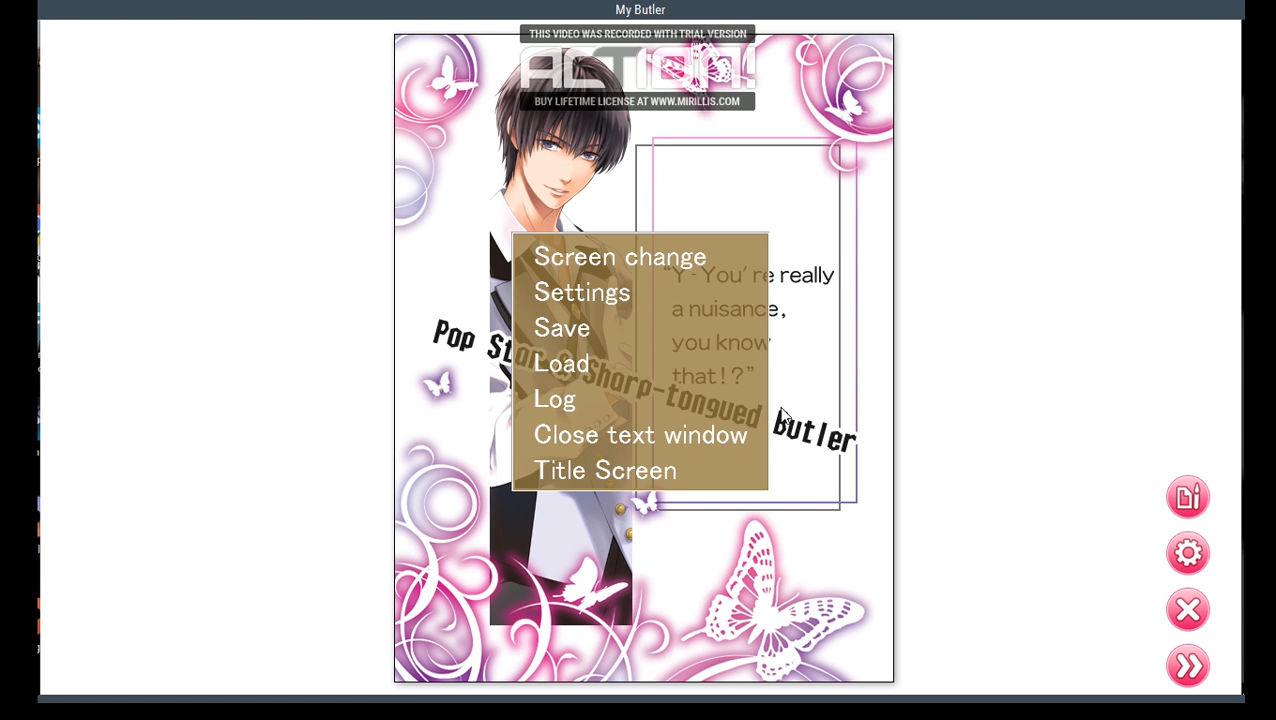 My Butler
THIS VIDEO WAS RECORDED WITH TRIAL VERSION
ACTION!
BUY LIFETIME LICENSE AT WWW.MIRILLIS.COM
Screen change
Settings
Save
Load
Log
Close text window
Title Screen
“Y-You're really
a nuisance,
you know
that!?”
Pop Star & Sharp-tongued Butler